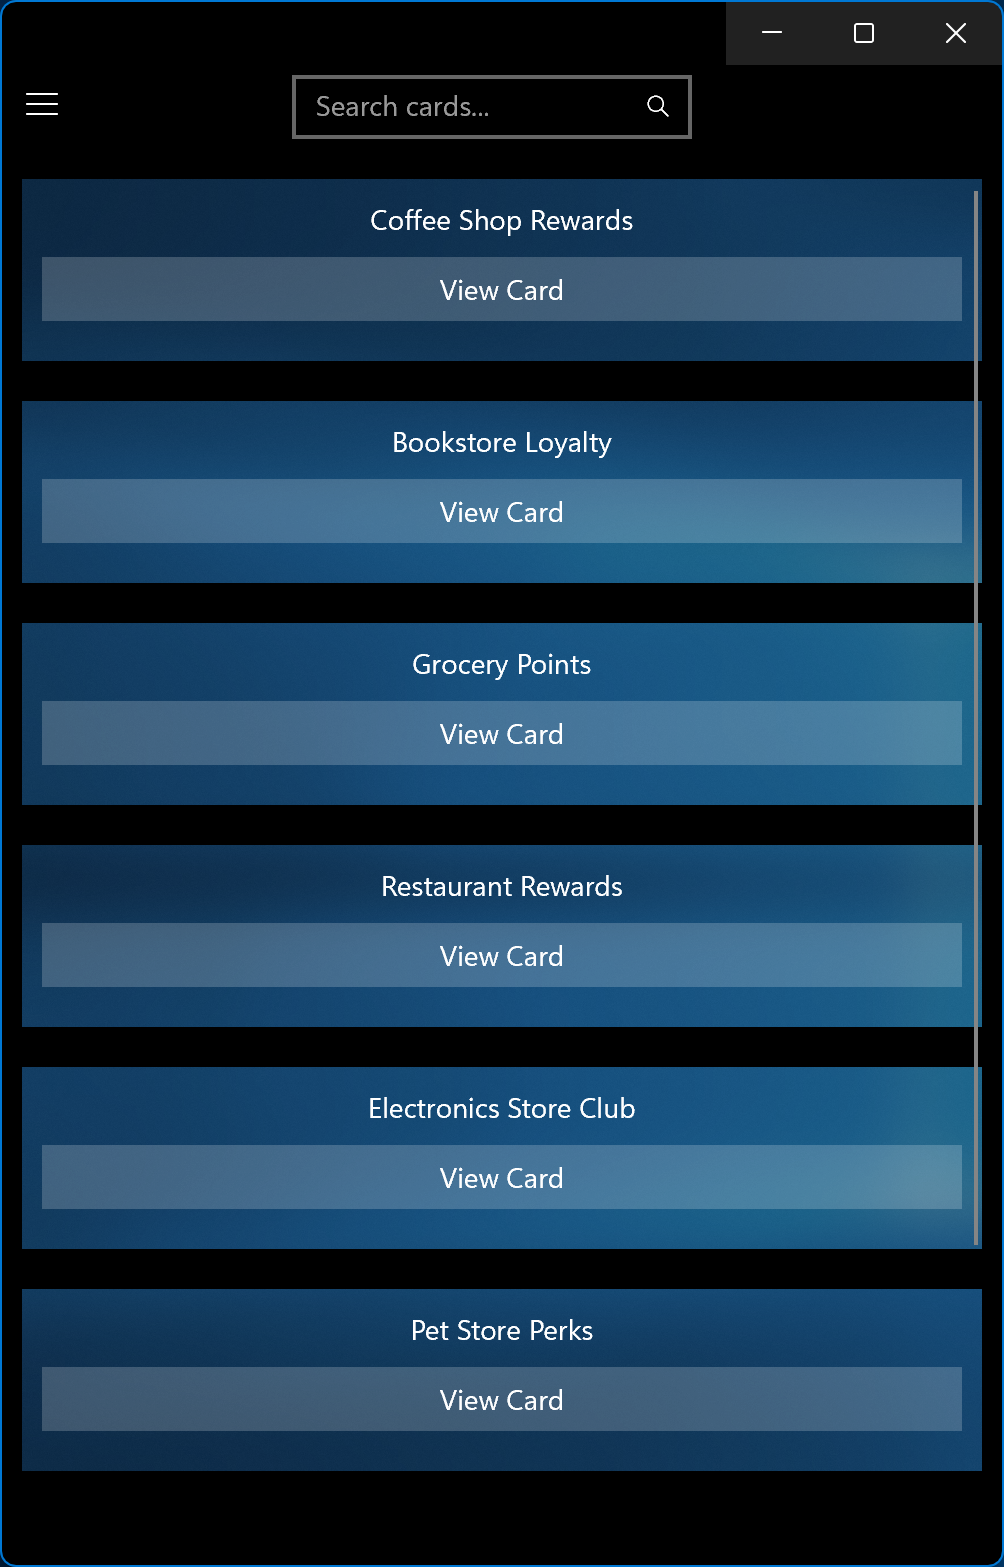 Search cards...
Coffee Shop Rewards
View Card
Bookstore Loyalty
View Card
Grocery Points
View Card
Restaurant Rewards
View Card
Electronics Store Club
View Card
Pet Store Perks
View Card